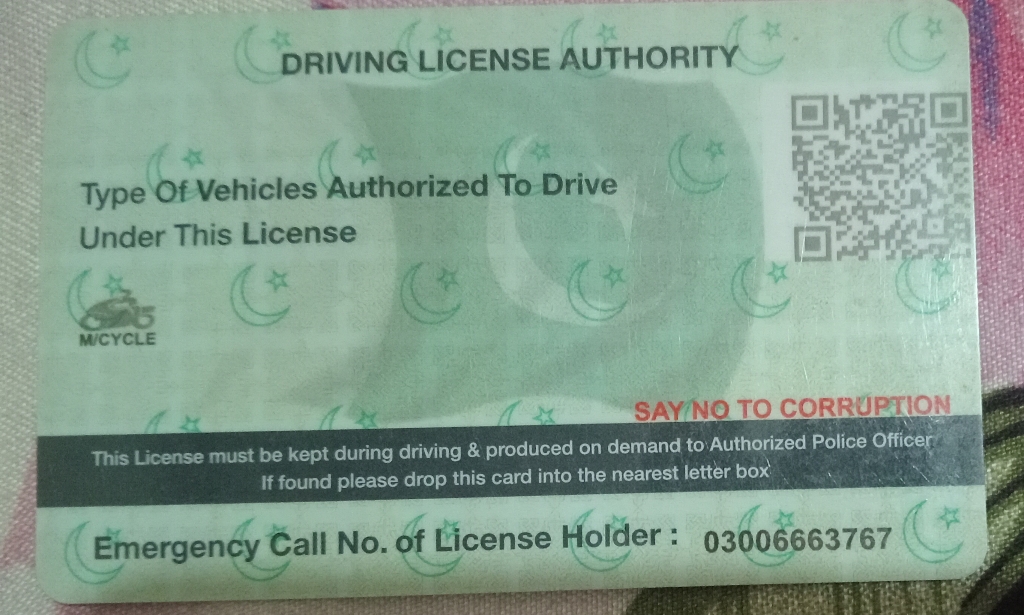 DRIVING LICENSE AUTHORITY
Type Of Vehicles Authorized To Drive
Under This License
M/CYCLE
SAY NO TO CORRUPTION
This License must be kept during driving & produced on demand to Authorized Police Officer
If found please drop this card into the nearest letter box
Emergency Call No. of License Holder : 03006663767